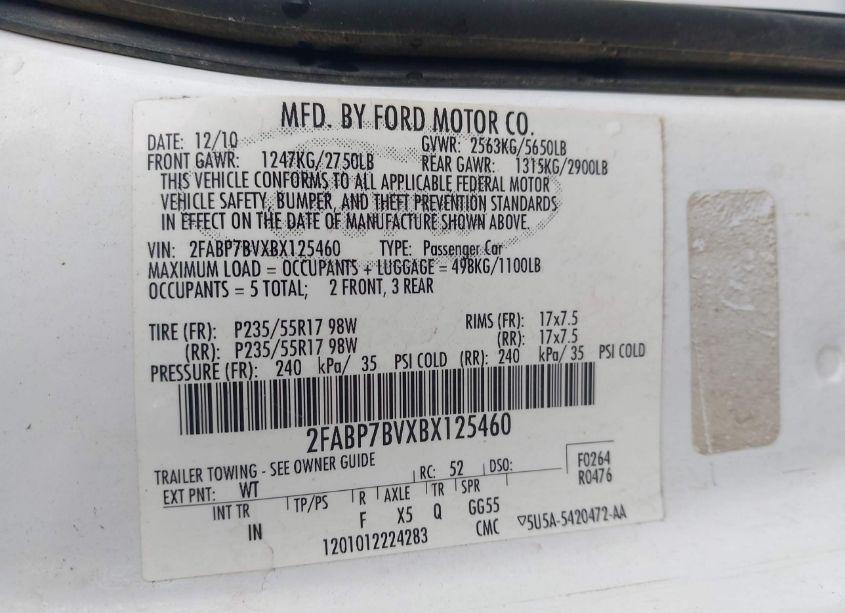 MFD. BY FORD MOTOR CO.
DATE: 12/10 GVWR: 2563KG/5650LB
FRONT GAWR: 1247KG/2750LB REAR GAWR: 1315KG/2900LB
THIS VEHICLE CONFORMS TO ALL APPLICABLE FEDERAL MOTOR
VEHICLE SAFETY, BUMPER, AND THEFT PREVENTION STANDARDS
IN EFFECT ON THE DATE OF MANUFACTURE SHOWN ABOVE.
VIN: 2FABP7BVXBX125460 TYPE: Passenger Car
MAXIMUM LOAD = OCCUPANTS + LUGGAGE = 498KG/1100LB
OCCUPANTS = 5 TOTAL; 2 FRONT, 3 REAR
TIRE (FR): P235/55R17 98W RIMS (FR): 17x7.5
(RR): P235/55R17 98W (RR): 17x7.5
PRESSURE (FR): 240 kPa/ 35 PSI COLD (RR): 240 kPa/ 35 PSI COLD
2FABP7BVXBX125460
TRAILER TOWING - SEE OWNER GUIDE
EXT PNT: WT RC: 52 DSO: F0264
R0476
INT TR TP/PS R AXLE TR SPR
IN F X5 Q GG55
1201012224283 CMC ▽5U5A-5420472-AA